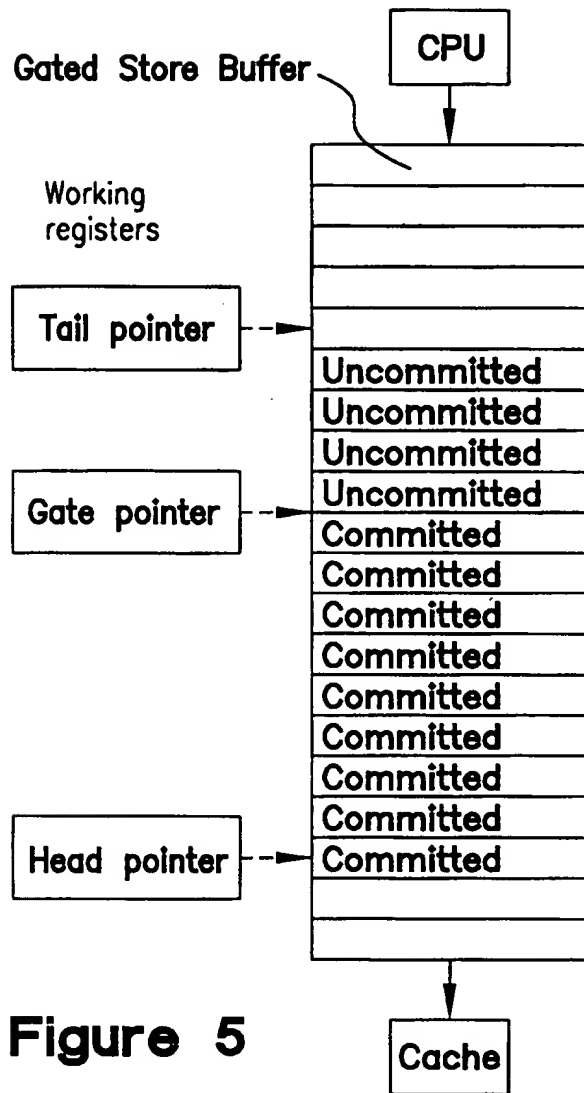 CPU
Gated Store Buffer
Working
registers
Tail pointer
Uncommitted
Uncommitted
Uncommitted
Uncommitted
Gate pointer
Committed
Committed
Committed
Committed
Committed
Committed
Committed
Committed
Head pointer
Committed
Figure 5
Cache